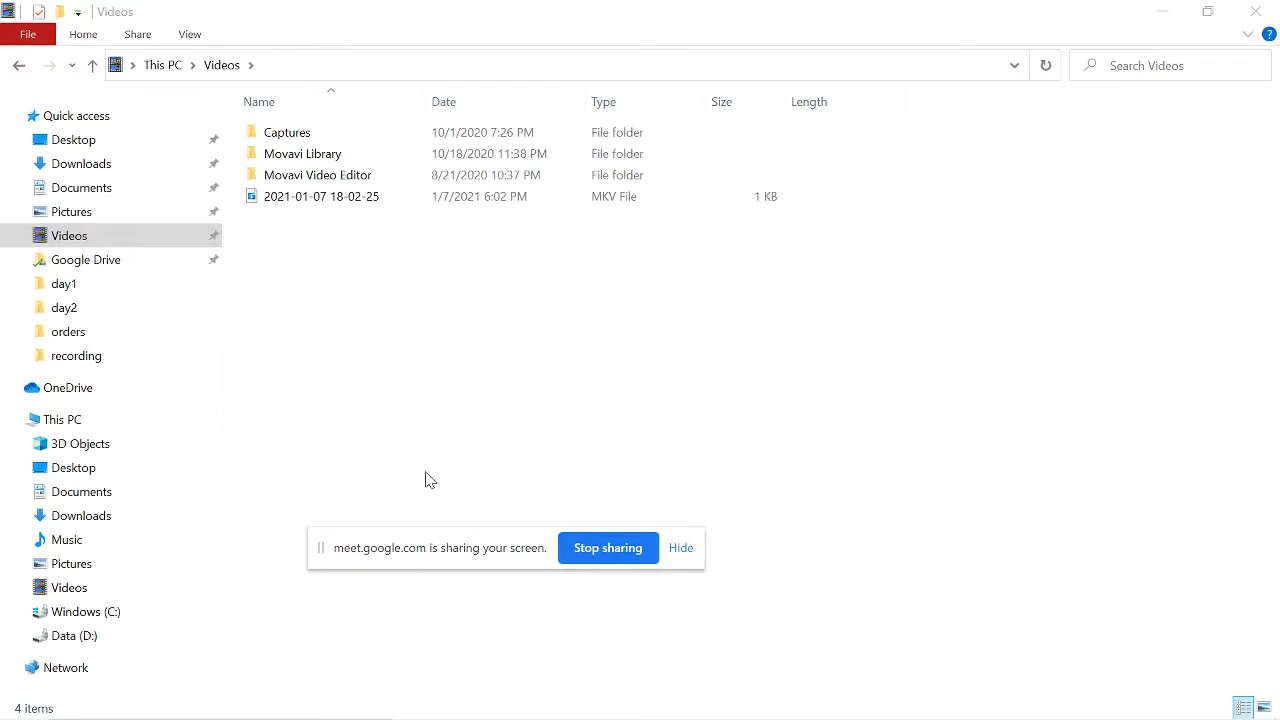 Videos
File Home Share View
This PC Videos Search Videos
Name Date Type Size Length
Captures 10/1/2020 7:26 PM File folder
Movavi Library 10/18/2020 11:38 PM File folder
Movavi Video Editor 8/21/2020 10:37 PM File folder
2021-01-07 18-02-25 1/7/2021 6:02 PM MKV File 1 KB
Quick access
Desktop
Downloads
Documents
Pictures
Videos
Google Drive
day1
day2
orders
recording
OneDrive
This PC
3D Objects
Desktop
Documents
Downloads
Music
Pictures
Videos
Windows (C:)
Data (D:)
Network
meet.google.com is sharing your screen. Stop sharing Hide
4 items